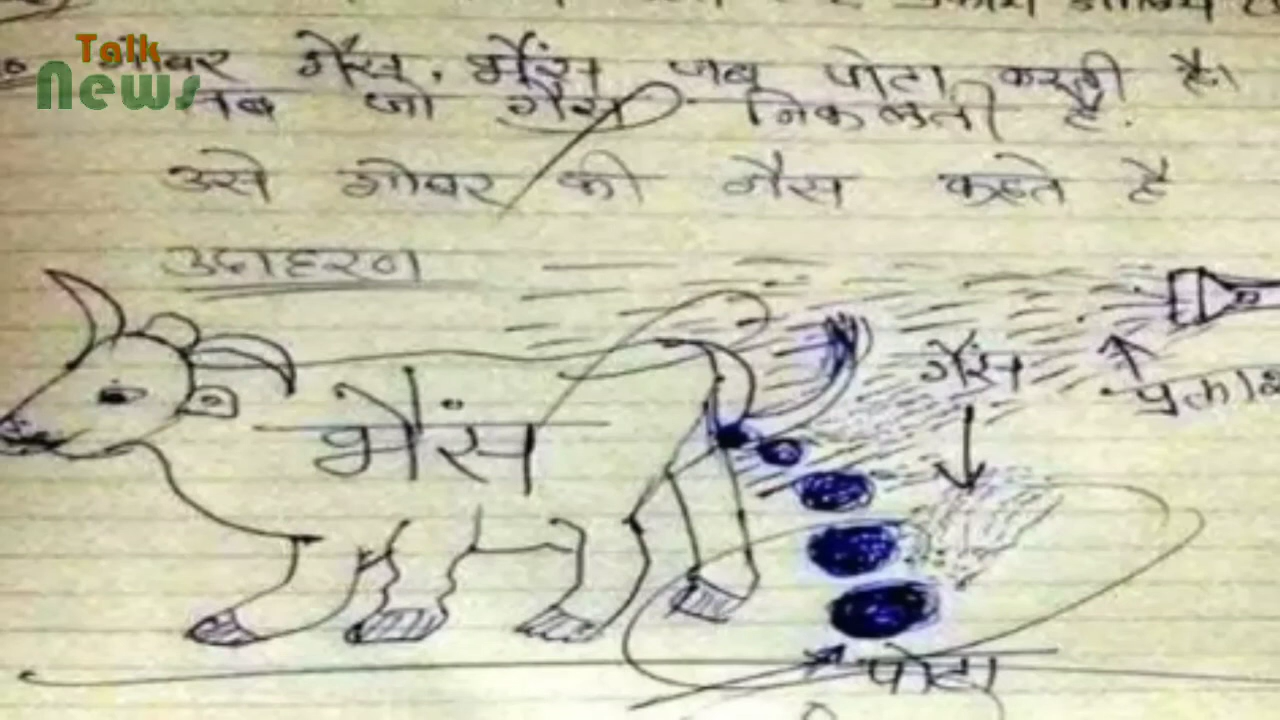 Talk
News
गोबर गैस. भैंस जब पोटा करती है।
तब जो गैस निकलती है.
उसे गोबर की गैस कहते है
उदाहरण
गैस
भैंस
पोटा